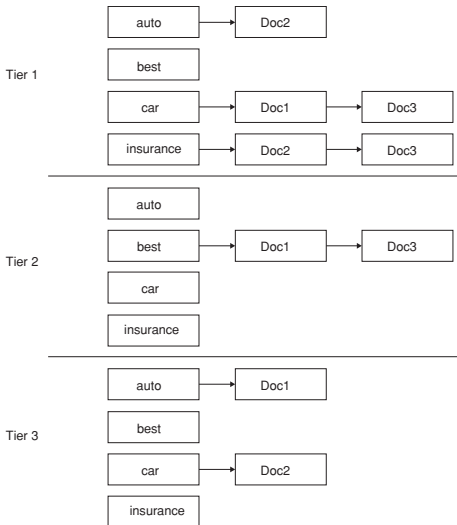 auto Doc2
best
Tier 1
car Doc1 Doc3
insurance Doc2 Doc3
auto
best Doc1 Doc3
Tier 2
car
insurance
auto Doc1
best
Tier 3
car Doc2
insurance